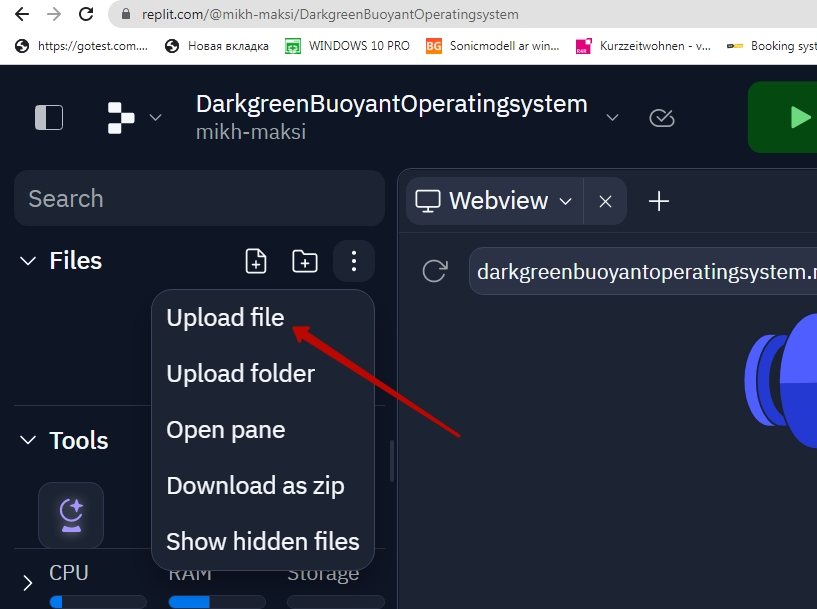 replit.com/@mikh-maksi/DarkgreenBuoyantOperatingsystem
https://gotest.com....
Новая вкладка
WINDOWS 10 PRO
BG
Sonicmodell ar win...
Kurzzeitwohnen - v...
Booking syst
DarkgreenBuoyantOperatingsystem
mikh-maksi
Search
Webview
Files
darkgreenbuoyantoperatingsystem.r
Upload file
Upload folder
Open pane
Download as zip
Show hidden files
Tools
CPU
RAM
Storage